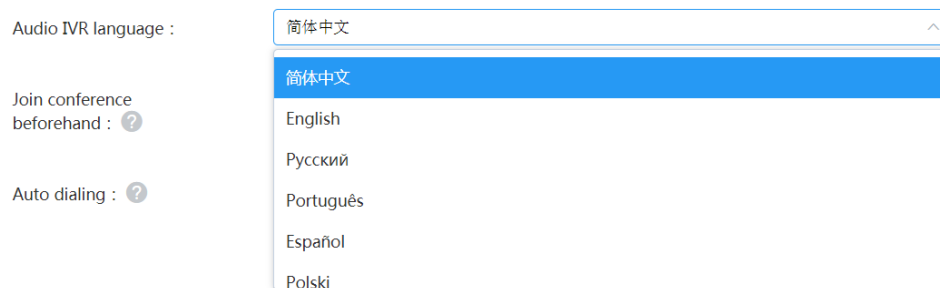 Audio IVR language :
简体中文
简体中文
Join conference
beforehand : ?
English
Русский
Auto dialing : ?
Português
Español
Polski